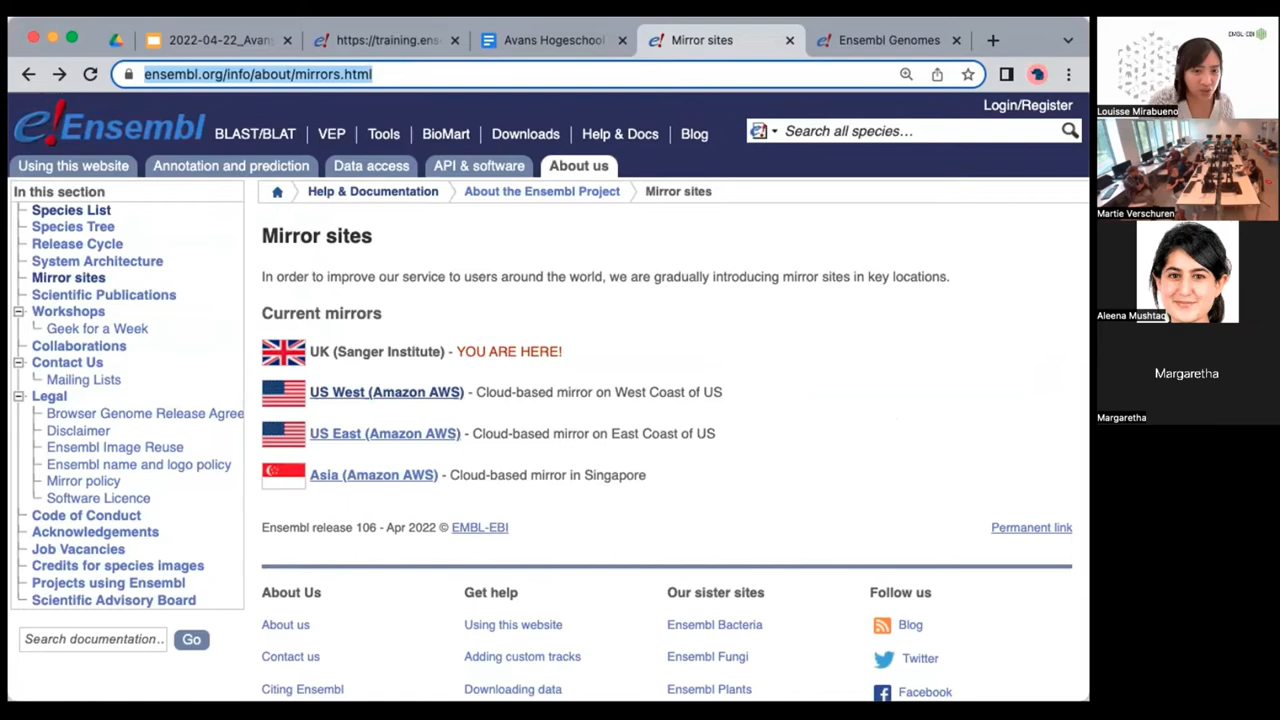 2022-04-22_Avans
https://training.ens
Avans Hogeschool
Mirror sites
Ensembl Genomes
ensembl.org/info/about/mirrors.html
Login/Register
e!Ensembl
BLAST/BLAT
VEP
Tools
BioMart
Downloads
Help & Docs
Blog
Search all species…
Using this website
Annotation and prediction
Data access
API & software
About us
In this section
Species List
Species Tree
Release Cycle
System Architecture
Mirror sites
Scientific Publications
Workshops
Geek for a Week
Collaborations
Contact Us
Mailing Lists
Legal
Browser Genome Release Agree
Disclaimer
Ensembl Image Reuse
Ensembl name and logo policy
Mirror policy
Software Licence
Code of Conduct
Acknowledgements
Job Vacancies
Credits for species images
Projects using Ensembl
Scientific Advisory Board
Search documentation…
Go
Help & Documentation
About the Ensembl Project
Mirror sites
Mirror sites
In order to improve our service to users around the world, we are gradually introducing mirror sites in key locations.
Current mirrors
UK (Sanger Institute) - YOU ARE HERE!
US West (Amazon AWS) - Cloud-based mirror on West Coast of US
US East (Amazon AWS) - Cloud-based mirror on East Coast of US
Asia (Amazon AWS) - Cloud-based mirror in Singapore
Ensembl release 106 - Apr 2022 © EMBL-EBI
Permanent link
About Us
About us
Contact us
Citing Ensembl
Get help
Using this website
Adding custom tracks
Downloading data
Our sister sites
Ensembl Bacteria
Ensembl Fungi
Ensembl Plants
Follow us
Blog
Twitter
Facebook
EMBL-EBI
Louisse Mirabueno
Martie Verschuren
Aleena Mushtaq
Margaretha
Margaretha